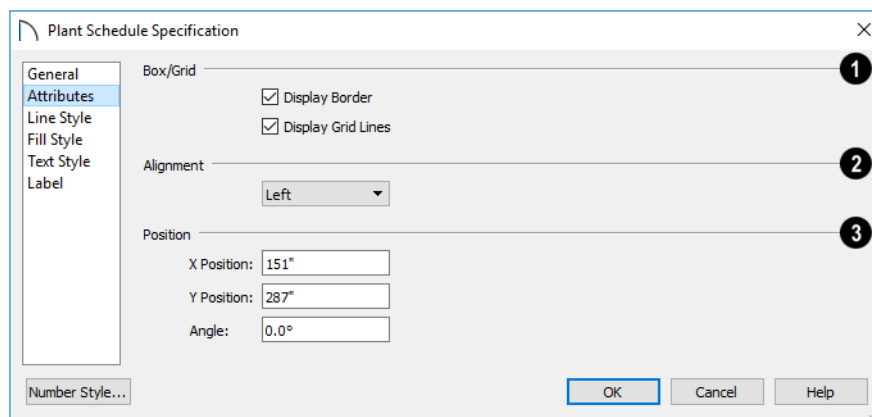 Plant Schedule Specification
General
Attributes
Line Style
Fill Style
Text Style
Label
Box/Grid
1
Display Border
Display Grid Lines
Alignment
2
Left
Position
3
X Position: 151"
Y Position: 287"
Angle: 0.0°
Number Style...
OK
Cancel
Help